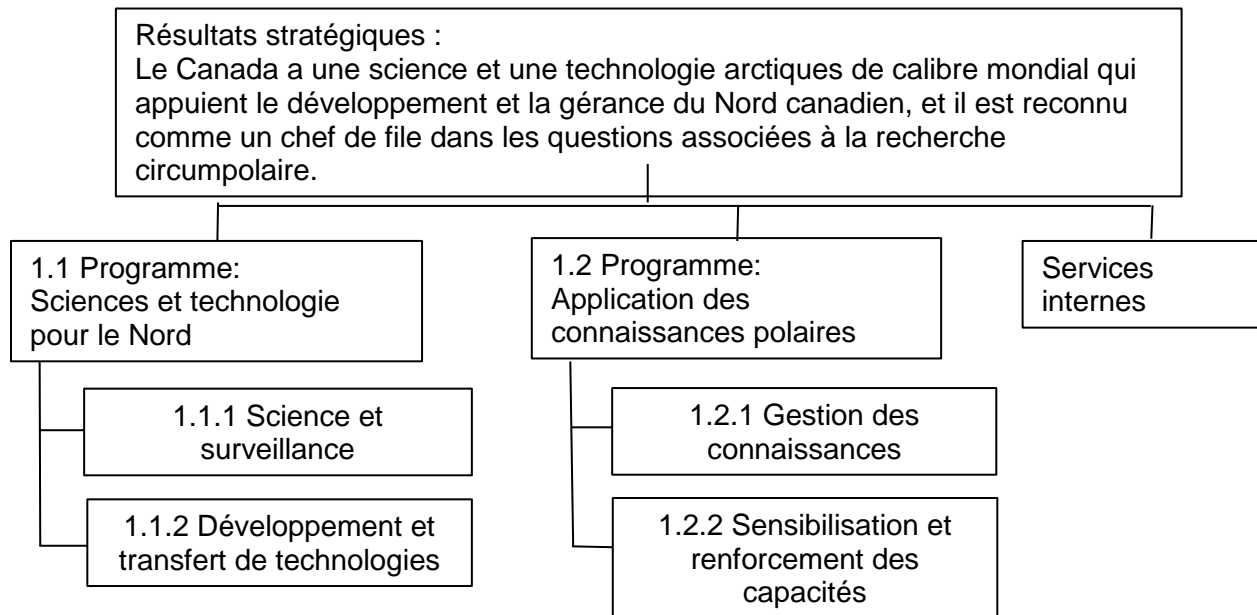 Résultats stratégiques :
Le Canada a une science et une technologie arctiques de calibre mondial qui
appuient le développement et la gérance du Nord canadien, et il est reconnu
comme un chef de file dans les questions associées à la recherche
circumpolaire.
1.1 Programme:
Sciences et technologie
pour le Nord
1.1.1 Science et
surveillance
1.1.2 Développement et
transfert de technologies
1.2 Programme:
Application des
connaissances polaires
1.2.1 Gestion des
connaissances
1.2.2 Sensibilisation et
renforcement des
capacités
Services
internes